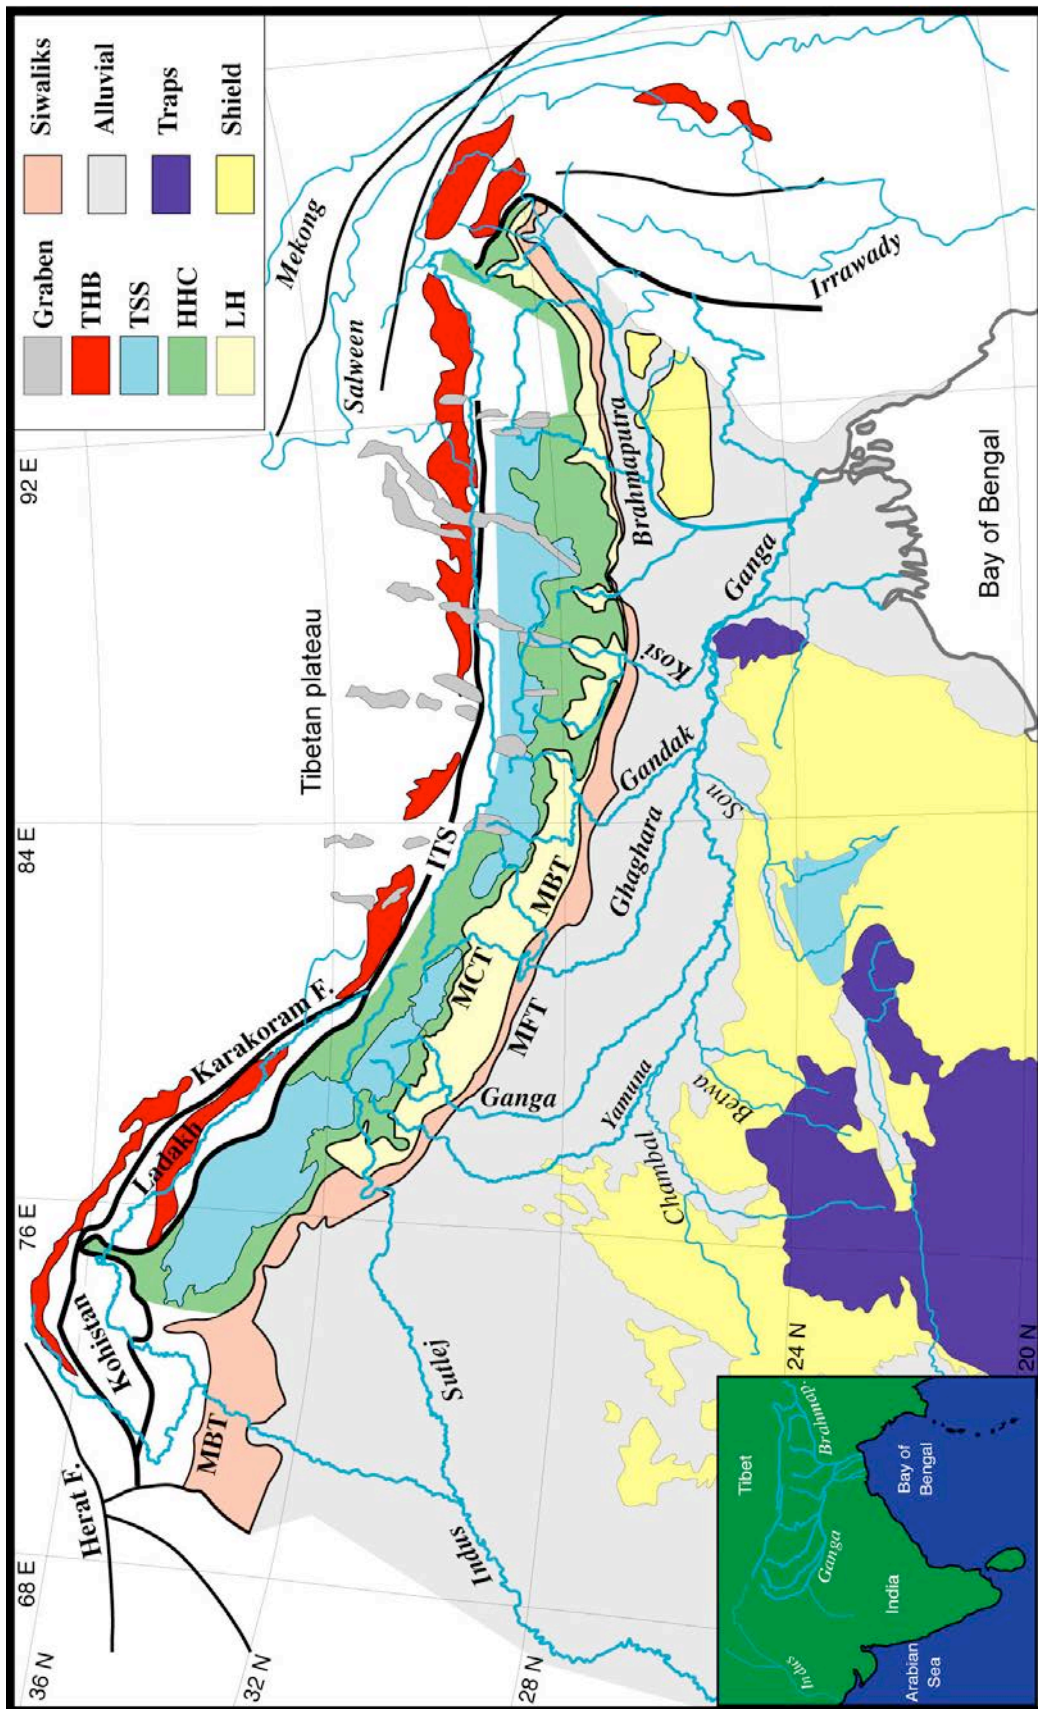 68 E
76 E
84 E
92 E
36 N
32 N
28 N
24 N
20 N
Graben
THB
TSS
HHC
LH
Siwaliks
Alluvial
Traps
Shield
Herat F.
Kohistan
Ladakh
Karakoram F.
Tibetan plateau
ITS
Salween
Mekong
MBT
MCT
MBT
MFT
Indus
Sutlej
Ganga
Yamuna
Chambal
Betwa
Ghaghara
Gandak
Son
Kosi
Ganga
Brahmaputra
Irrawady
Bay of Bengal
Tibet
Brahmap.
Indus
Ganga
India
Arabian
Sea
Bay of
Bengal